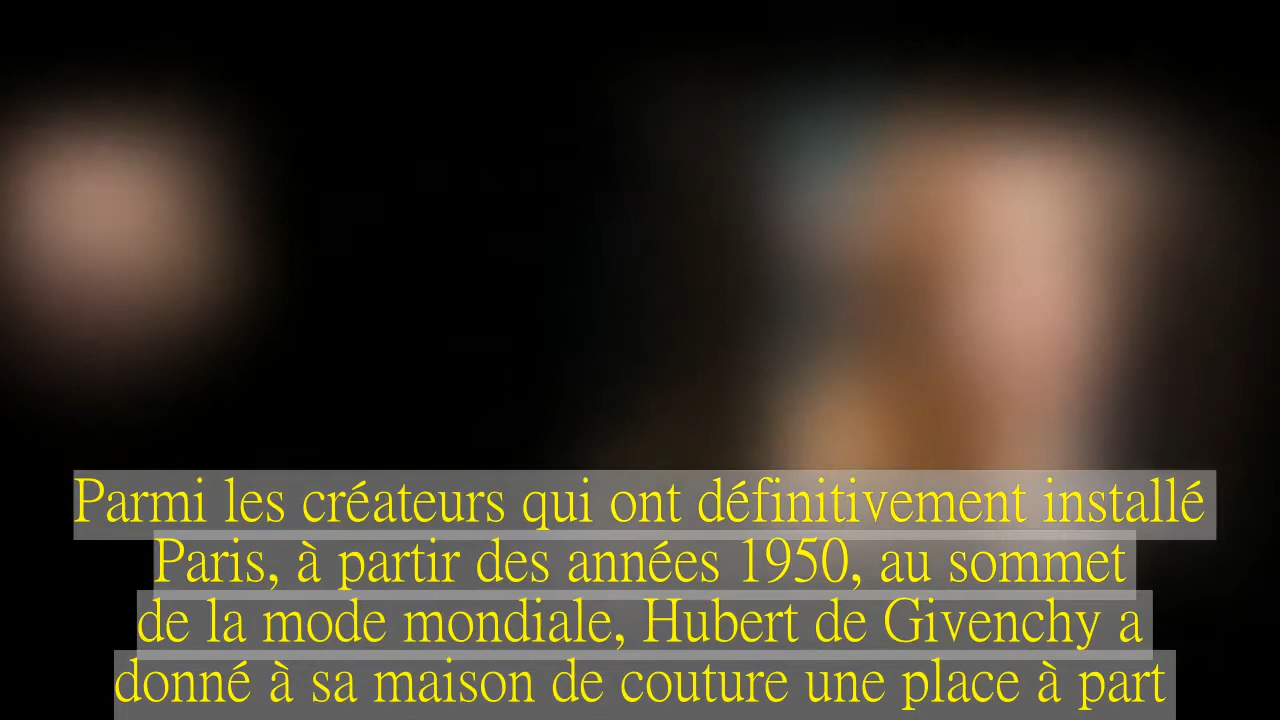 Parmi les créateurs qui ont définitivement installé
Paris, à partir des années 1950, au sommet
de la mode mondiale, Hubert de Givenchy a
donné à sa maison de couture une place à part